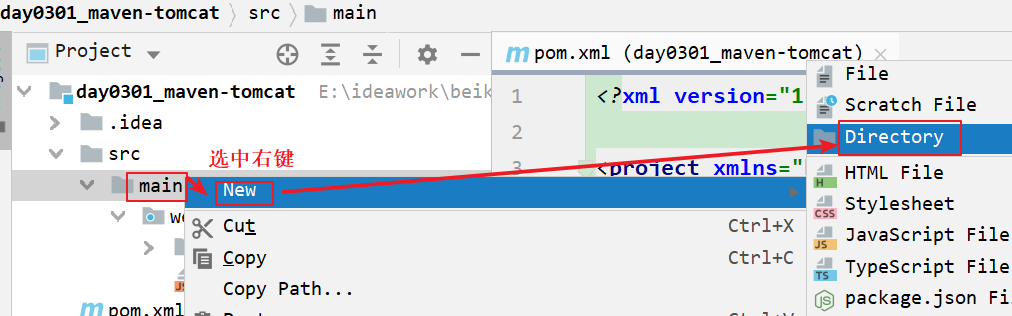 day0301_maven-tomcat > src > main
Project
pom.xml (day0301_maven-tomcat)
day0301_maven-tomcat E:\ideawork\beik
.idea
src
main
选中右键
New
Cut Ctrl+X
Copy Ctrl+C
Copy Path...
pom.xml
1 <?xml version="1
2
3 <project xmlns="
File
Scratch File
Directory
HTML File
Stylesheet
JavaScript File
TypeScript File
package.json Fi